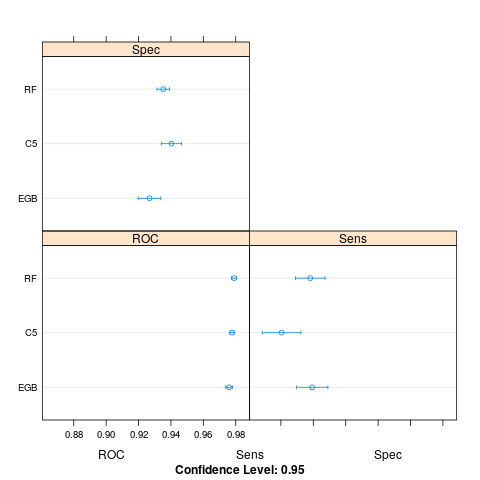 Spec
RF
C5
EGB
ROC Sens
RF
C5
EGB
0.88 0.90 0.92 0.94 0.96 0.98
ROC Sens Spec
Confidence Level: 0.95